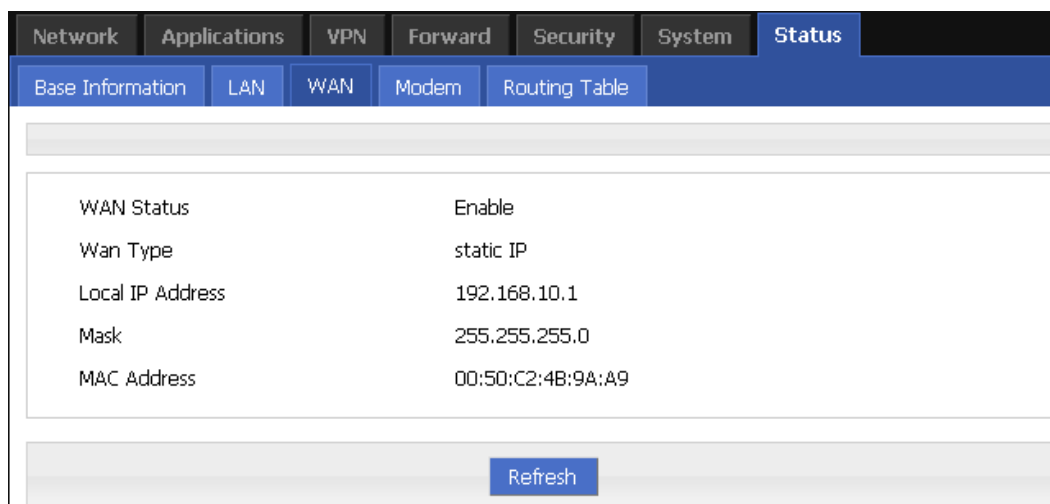 Network Applications VPN Forward Security System Status
Base Information LAN WAN Modem Routing Table
WAN Status Enable
Wan Type static IP
Local IP Address 192.168.10.1
Mask 255.255.255.0
MAC Address 00:50:C2:4B:9A:A9
Refresh